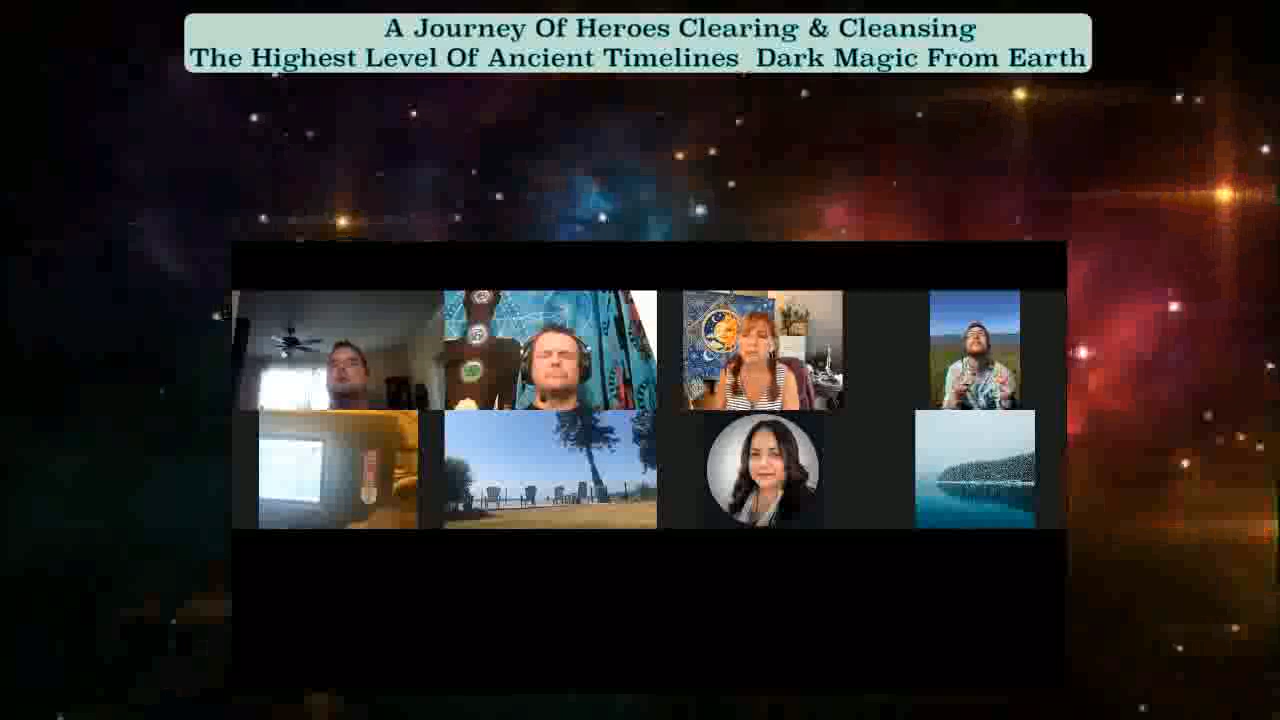 A Journey Of Heroes Clearing & Cleansing
The Highest Level Of Ancient Timelines Dark Magic From Earth